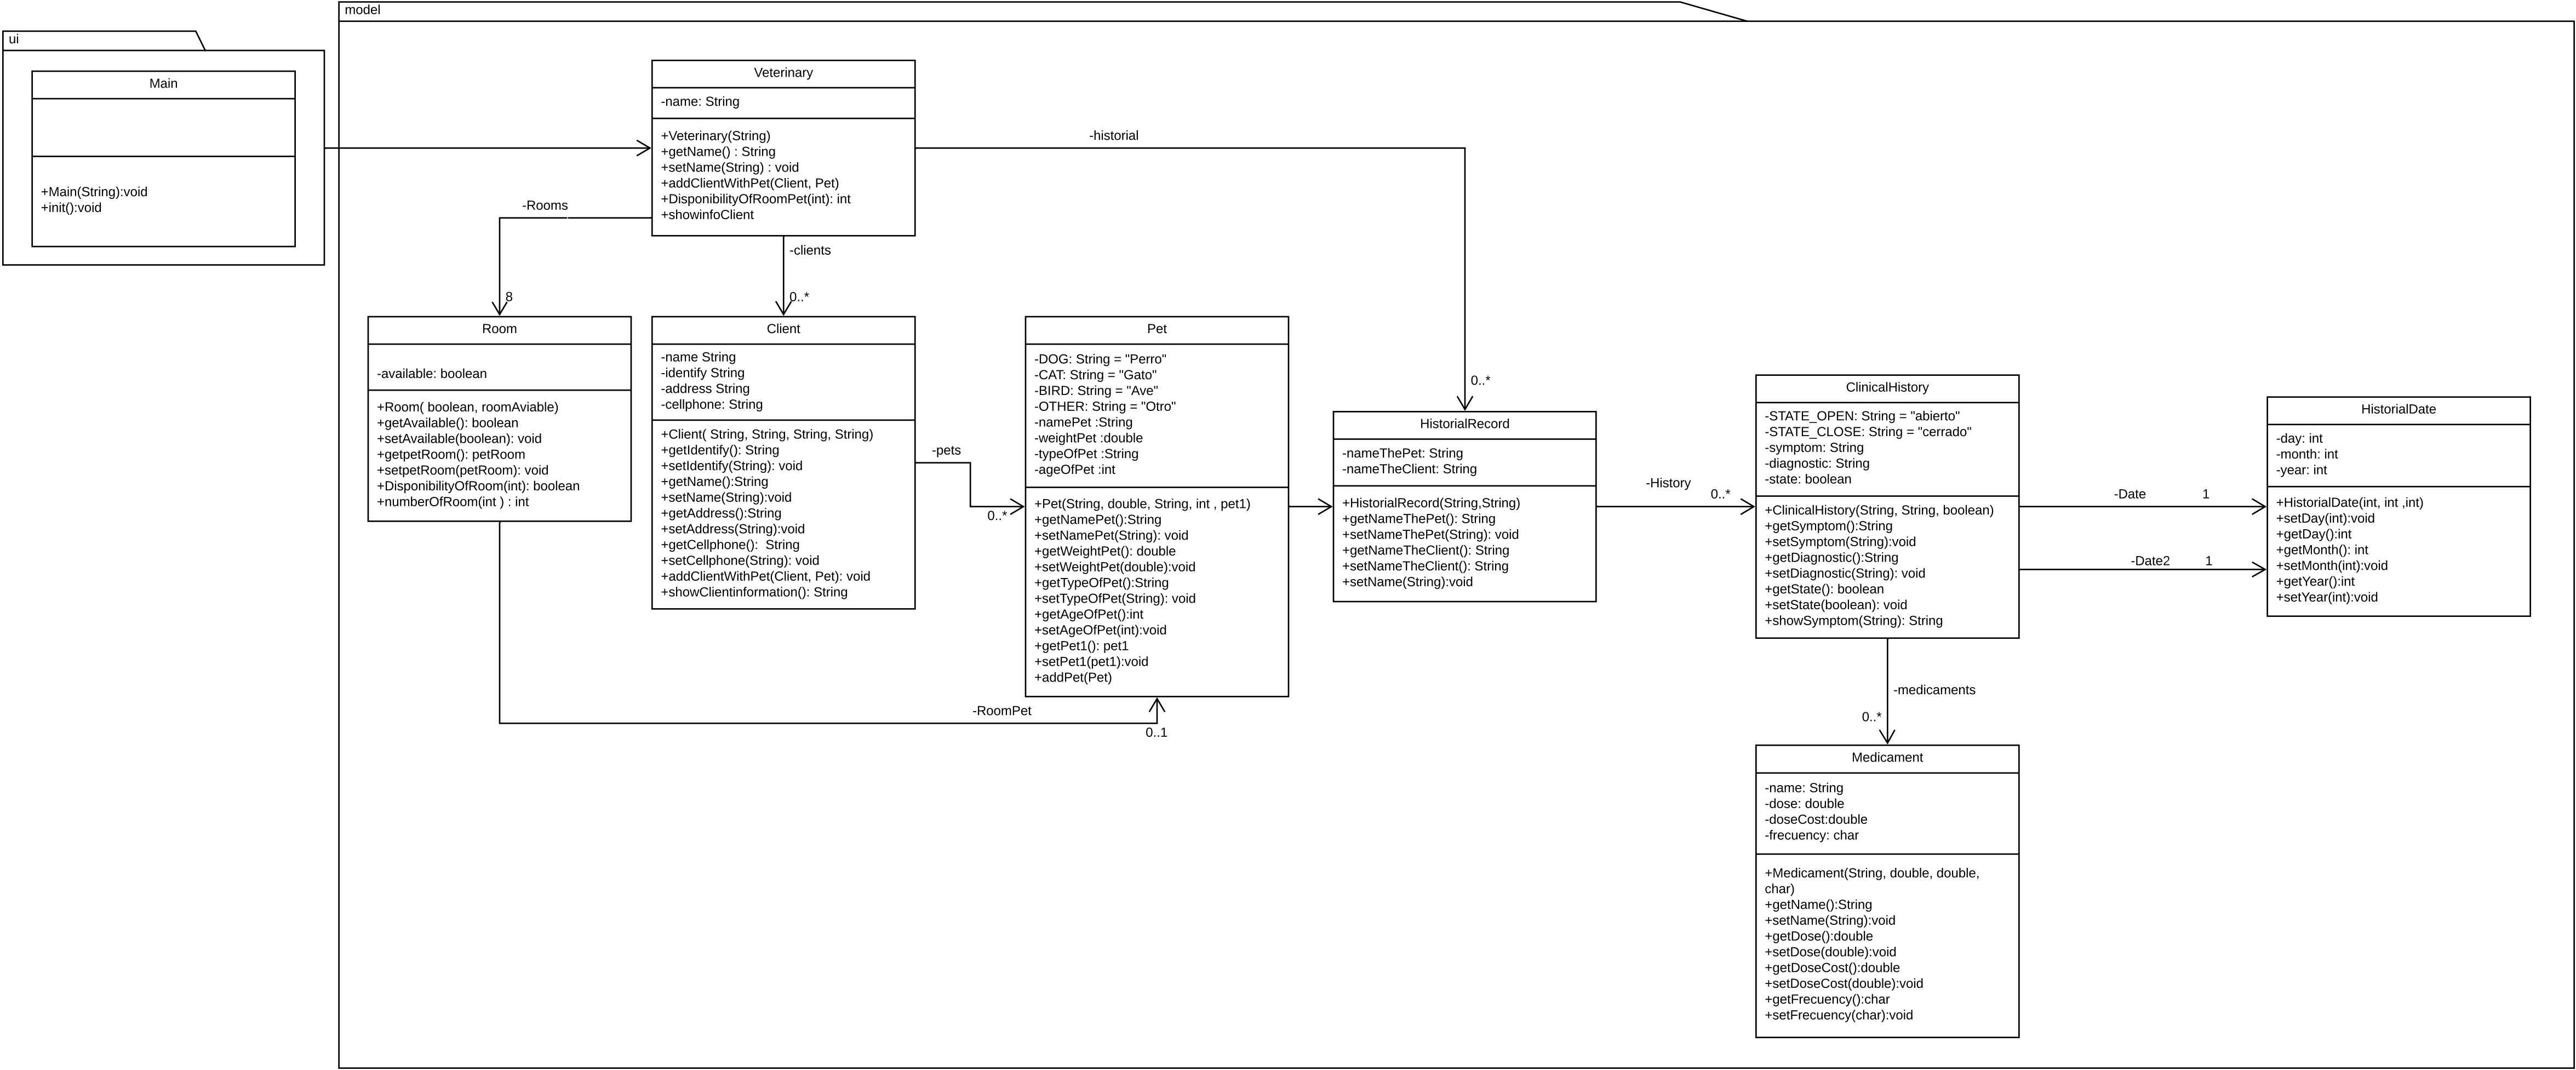 model
ui
Main
+Main(String):void
+init():void
Veterinary
-name: String
+Veterinary(String)
+getName() : String
+setName(String) : void
+addClientWithPet(Client, Pet)
+DisponibilityOfRoomPet(int): int
+showinfoClient
-historial
0..*
-Rooms
8
-clients
0..*
Room
-available: boolean
+Room( boolean, roomAviable)
+getAvailable(): boolean
+setAvailable(boolean): void
+getpetRoom(): petRoom
+setpetRoom(petRoom): void
+DisponibilityOfRoom(int): boolean
+numberOfRoom(int ) : int
Client
-name String
-identify String
-address String
-cellphone: String
+Client( String, String, String, String)
+getIdentify(): String
+setIdentify(String): void
+getName():String
+setName(String):void
+getAddress():String
+setAddress(String):void
+getCellphone():  String
+setCellphone(String): void
+addClientWithPet(Client, Pet): void
+showClientinformation(): String
-pets
0..*
Pet
-DOG: String = "Perro"
-CAT: String = "Gato"
-BIRD: String = "Ave"
-OTHER: String = "Otro"
-namePet :String
-weightPet :double
-typeOfPet :String
-ageOfPet :int
+Pet(String, double, String, int , pet1)
+getNamePet():String
+setNamePet(String): void
+getWeightPet(): double
+setWeightPet(double):void
+getTypeOfPet():String
+setTypeOfPet(String): void
+getAgeOfPet():int
+setAgeOfPet(int):void
+getPet1(): pet1
+setPet1(pet1):void
+addPet(Pet)
-RoomPet
0..1
HistorialRecord
-nameThePet: String
-nameTheClient: String
+HistorialRecord(String,String)
+getNameThePet(): String
+setNameThePet(String): void
+getNameTheClient(): String
+setNameTheClient(): String
+setName(String):void
-History
0..*
ClinicalHistory
-STATE_OPEN: String = "abierto"
-STATE_CLOSE: String = "cerrado"
-symptom: String
-diagnostic: String
-state: boolean
+ClinicalHistory(String, String, boolean)
+getSymptom():String
+setSymptom(String):void
+getDiagnostic():String
+setDiagnostic(String): void
+getState(): boolean
+setState(boolean): void
+showSymptom(String): String
-Date 1
-Date2 1
HistorialDate
-day: int
-month: int
-year: int
+HistorialDate(int, int ,int)
+setDay(int):void
+getDay():int
+getMonth(): int
+setMonth(int):void
+getYear():int
+setYear(int):void
-medicaments
0..*
Medicament
-name: String
-dose: double
-doseCost:double
-frecuency: char
+Medicament(String, double, double,
char)
+getName():String
+setName(String):void
+getDose():double
+setDose(double):void
+getDoseCost():double
+setDoseCost(double):void
+getFrecuency():char
+setFrecuency(char):void